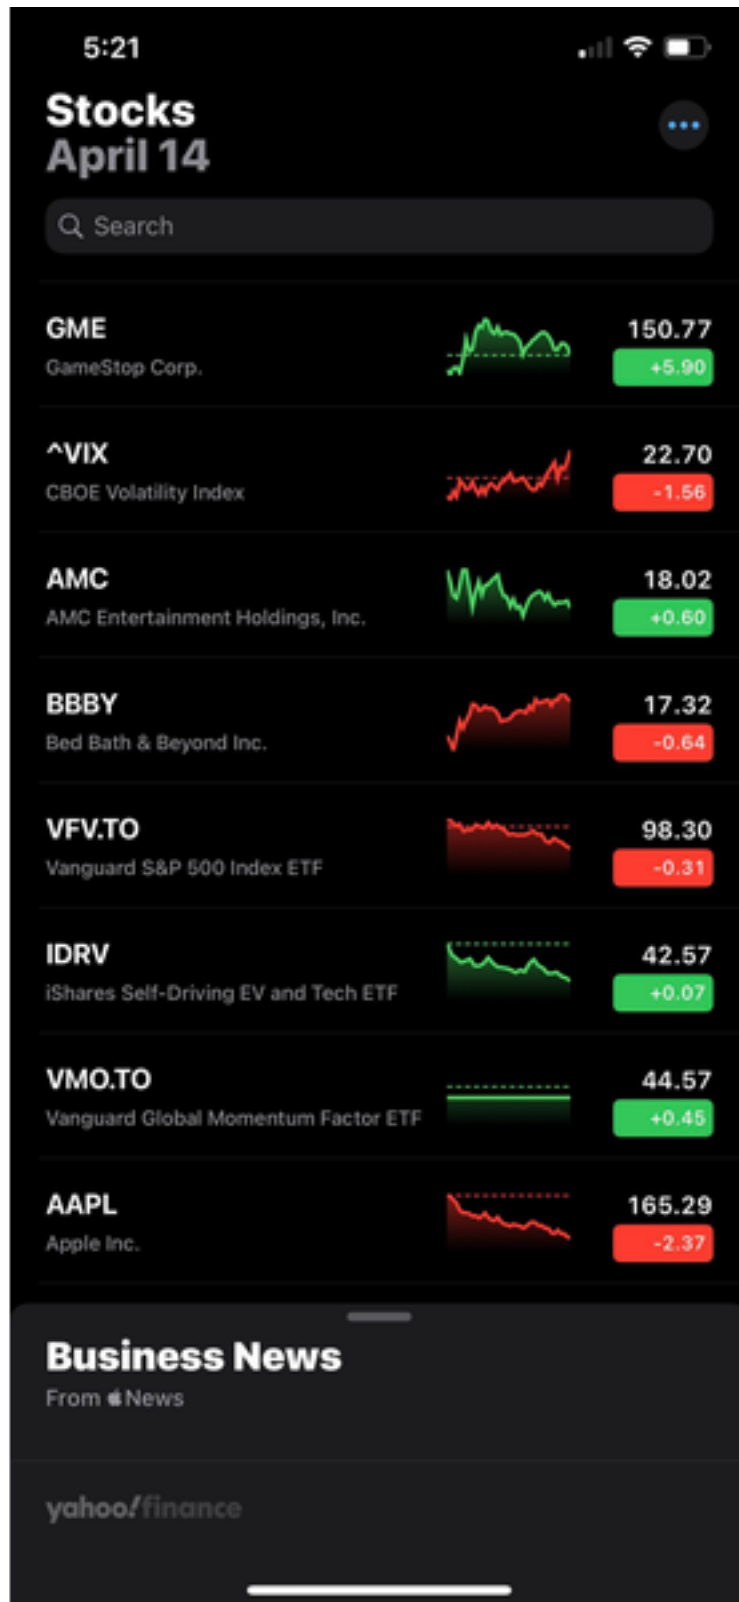 5:21
Stocks
April 14
Search
GME 150.77
GameStop Corp. +5.90
^VIX 22.70
CBOE Volatility Index -1.56
AMC 18.02
AMC Entertainment Holdings, Inc. +0.60
BBBY 17.32
Bed Bath & Beyond Inc. -0.64
VFV.TO 98.30
Vanguard S&P 500 Index ETF -0.31
IDRV 42.57
iShares Self-Driving EV and Tech ETF +0.07
VMO.TO 44.57
Vanguard Global Momentum Factor ETF +0.45
AAPL 165.29
Apple Inc. -2.37
Business News
From News
yahoo!finance